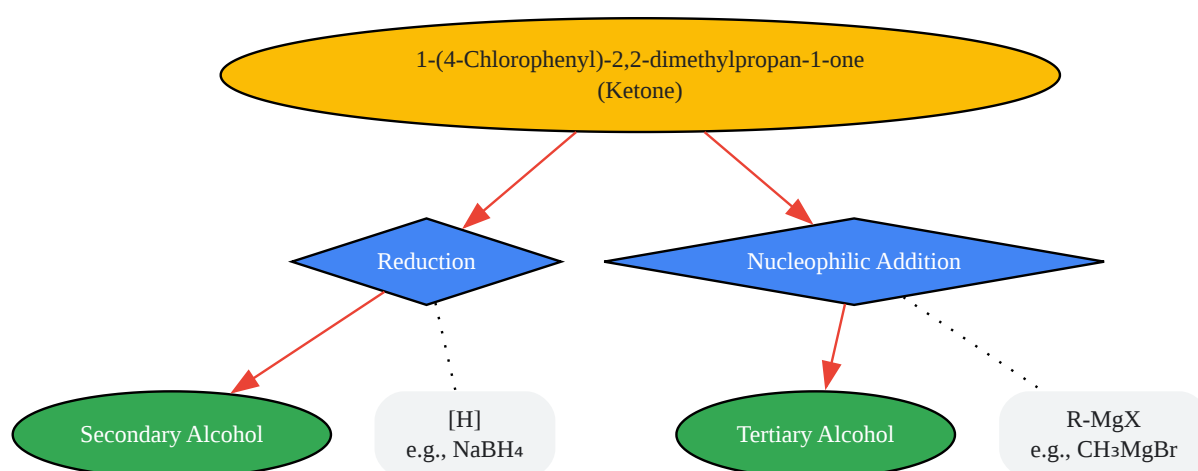 1-(4-Chlorophenyl)-2,2-dimethylpropan-1-one
(Ketone)
Reduction
Nucleophilic Addition
Secondary Alcohol
[H]
e.g., NaBH₄
Tertiary Alcohol
R-MgX
e.g., CH₃MgBr